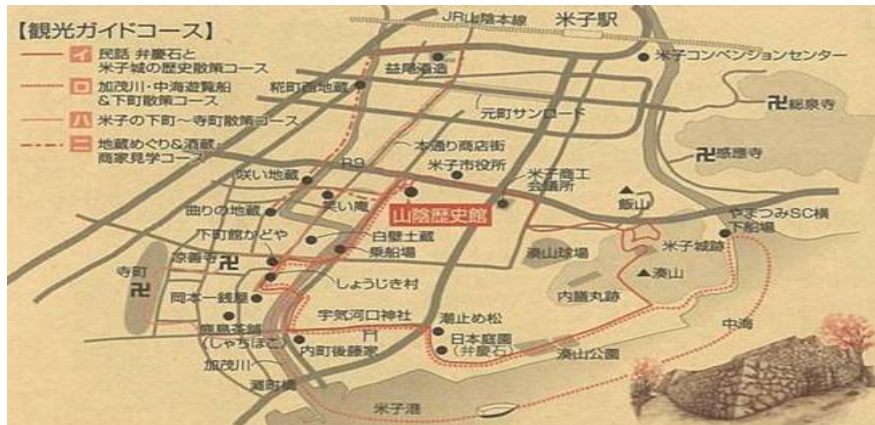 【観光ガイドコース】
イ 民話 弁慶石と
米子城の歴史散策コース
ロ 加茂川・中海遊覧船
&下町散策コース
ハ 米子の下町～寺町散策コース
ニ 地蔵めぐり&酒蔵・
商家見学コース
JR山陰本線
米子駅
米子コンベンションセンター
益尾酒造
糀町西地蔵
元町サンロード
卍総泉寺
本通り商店街
卍感應寺
R9
米子市役所
米子商工
会議所
咲い地蔵
笑い庵
飯山
山陰歴史館
やまつみSC横
下船場
曲りの地蔵
白壁土蔵
下町館かどや
乗船場
湊山球場
米子城跡
涼善寺卍
寺町
卍
しょうじき村
湊山
内膳丸跡
岡本一銭屋
宇気河口神社
潮止め松
中海
鹿島茶舗
(しゃちほこ)
日本庭園
(弁慶石)
内町後藤家
湊山公園
加茂川
灘町橋
米子港